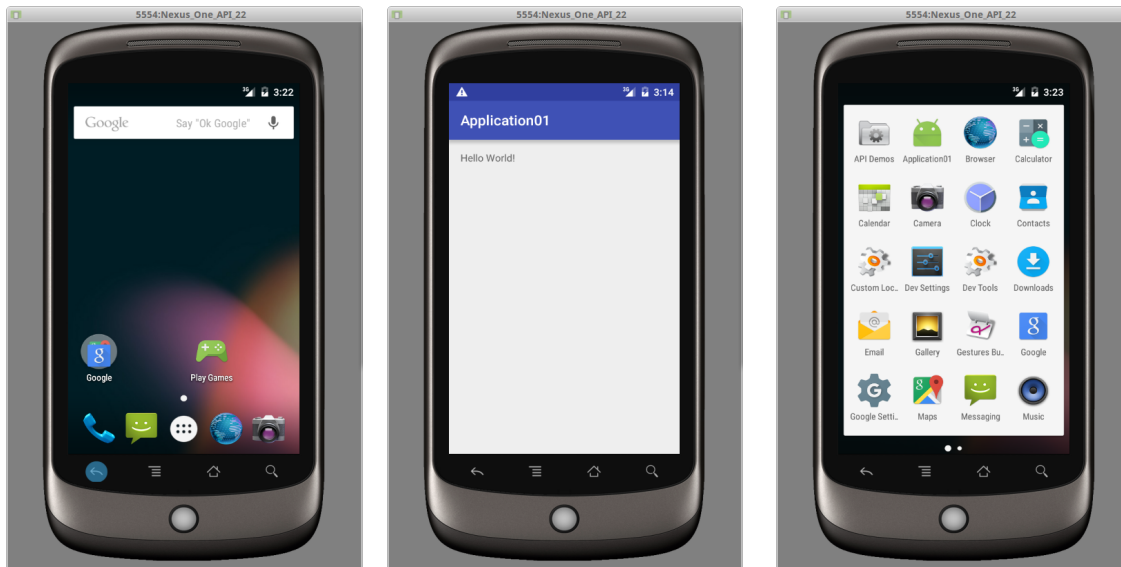 5554:Nexus_One_API_22
3G 3:22
Google Say "Ok Google"
8
Google
Play Games
5554:Nexus_One_API_22
3G 3:14
Application01
Hello World!
5554:Nexus_One_API_22
3G 3:23
API Demos Application01 Browser Calculator
Calendar Camera Clock Contacts
Custom Loc.. Dev Settings Dev Tools Downloads
Email Gallery Gestures Bu.. Google
Google Setti.. Maps Messaging Music